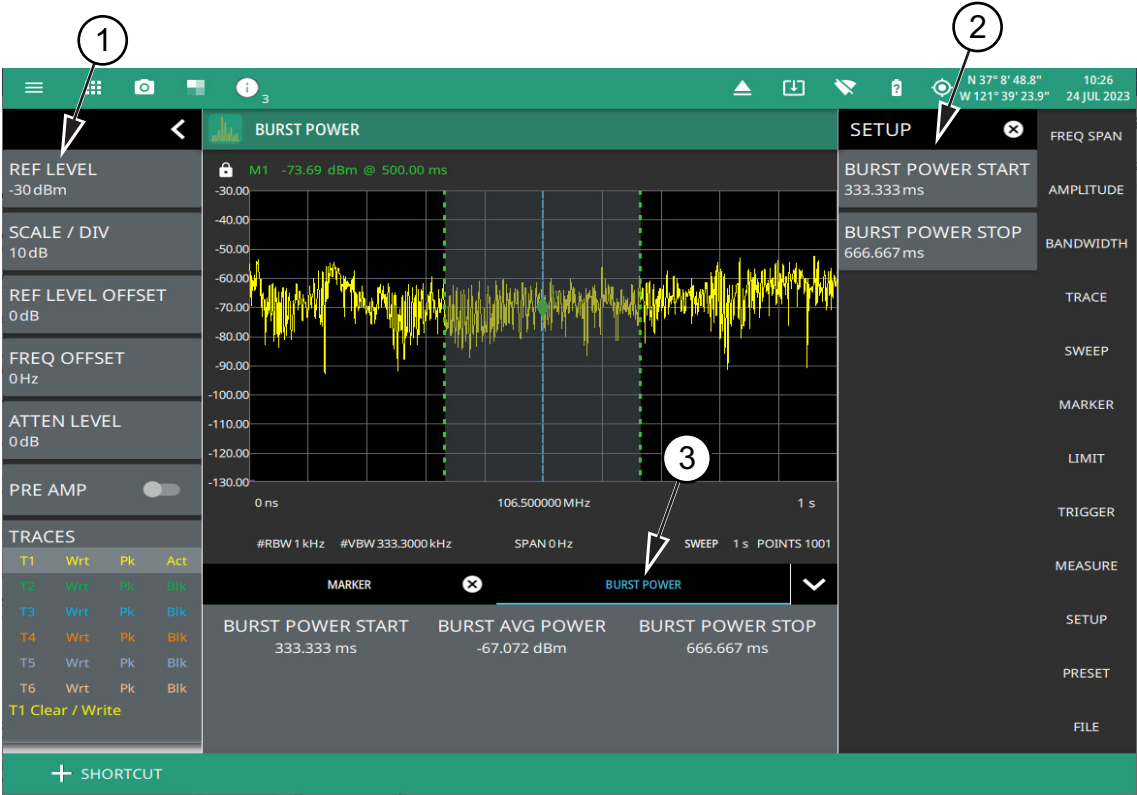 1
2
3
N 37° 8' 48.8"
W 121° 39' 23.9"
10:26
24 JUL 2023
BURST POWER
SETUP
FREQ SPAN
REF LEVEL
-30 dBm
SCALE / DIV
10 dB
REF LEVEL OFFSET
0 dB
FREQ OFFSET
0 Hz
ATTEN LEVEL
0 dB
PRE AMP
TRACES
T1 Wrt Pk Act
T2 Wrt Pk Blk
T3 Wrt Pk Blk
T4 Wrt Pk Blk
T5 Wrt Pk Blk
T6 Wrt Pk Blk
T1 Clear / Write
M1 -73.69 dBm @ 500.00 ms
-30.00
-40.00
-50.00
-60.00
-70.00
-80.00
-90.00
-100.00
-110.00
-120.00
-130.00
0 ns 106.500000 MHz 1 s
#RBW 1 kHz #VBW 333.3000 kHz SPAN 0 Hz SWEEP 1 s POINTS 1001
MARKER BURST POWER
3
BURST POWER START BURST AVG POWER BURST POWER STOP
333.333 ms -67.072 dBm 666.667 ms
BURST POWER START
333.333 ms
BURST POWER STOP
666.667 ms
AMPLITUDE
BANDWIDTH
TRACE
SWEEP
MARKER
LIMIT
TRIGGER
MEASURE
SETUP
PRESET
FILE
SHORTCUT